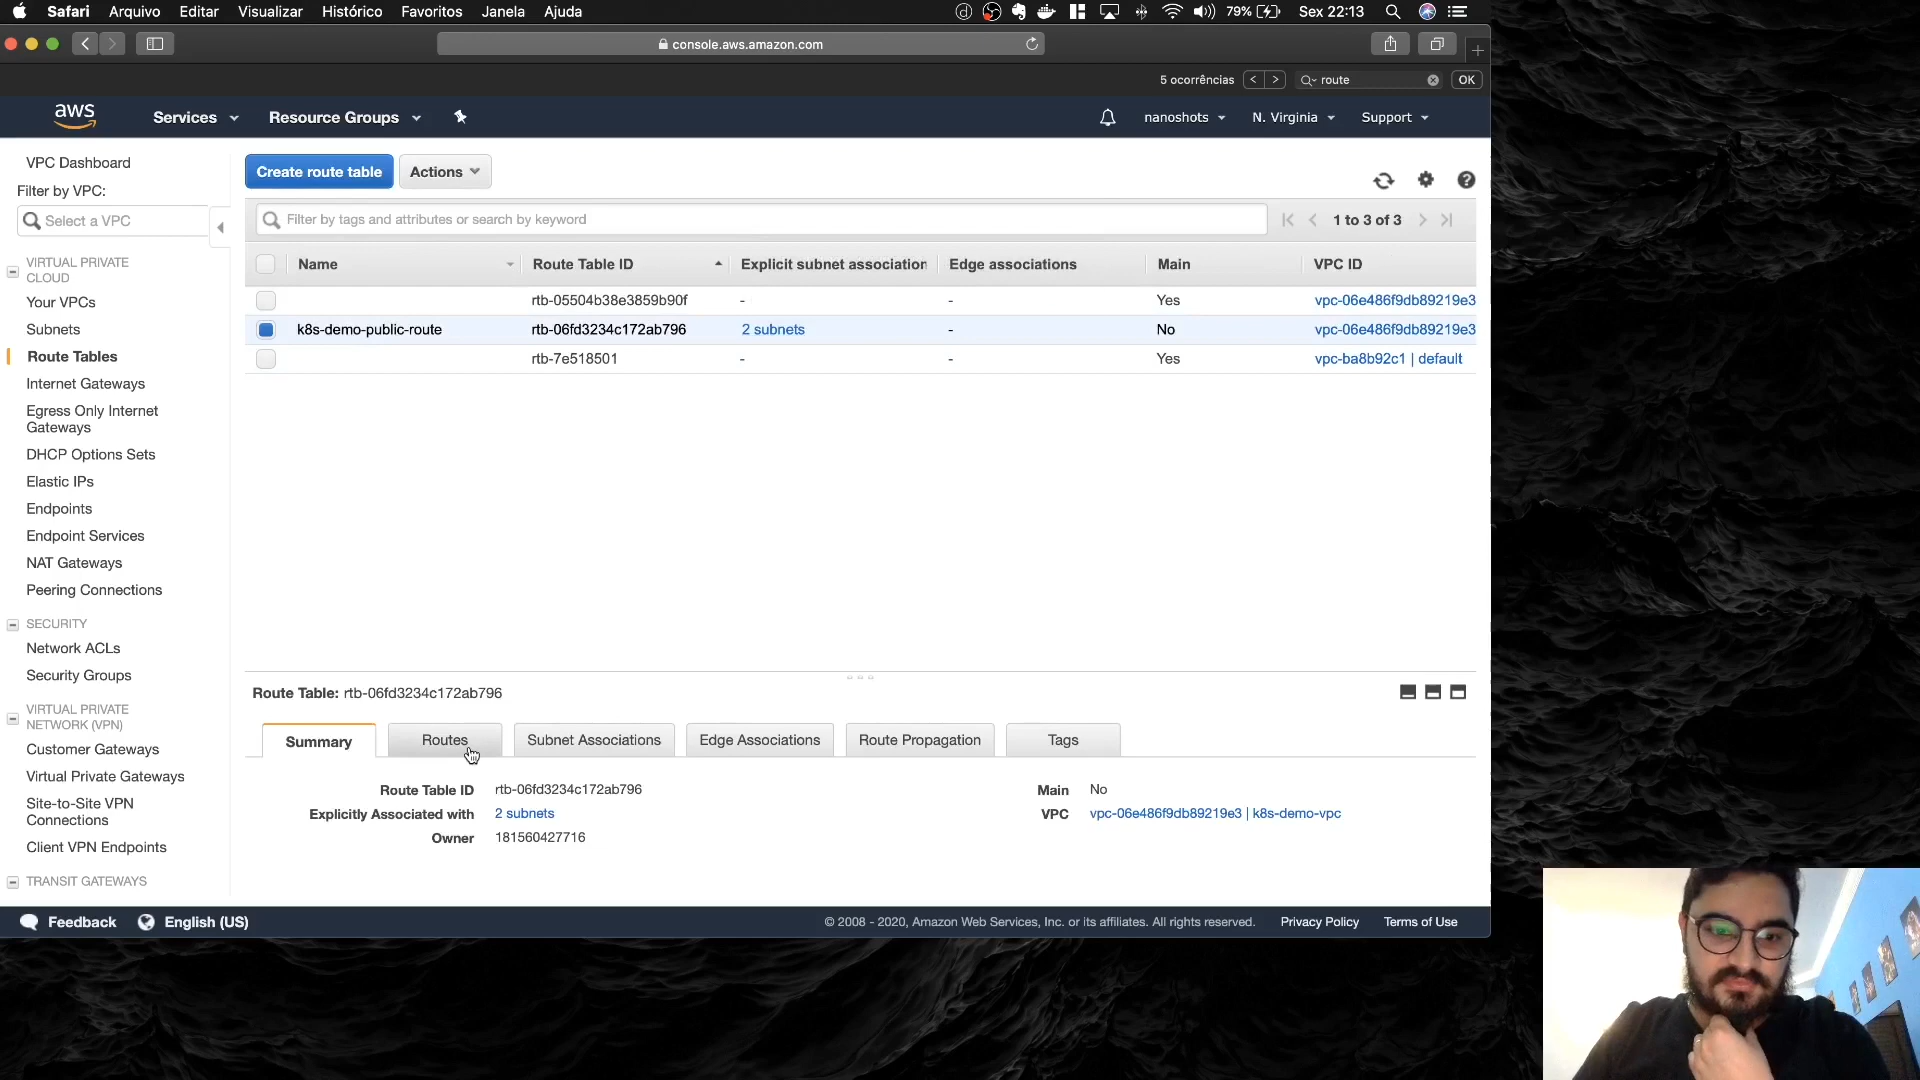 Safari Arquivo Editar Visualizar Histórico Favoritos Janela Ajuda 79% Sex 22:13
console.aws.amazon.com
5 ocorrências < > route OK
aws Services Resource Groups nanoshots N. Virginia Support
VPC Dashboard
Filter by VPC:
Select a VPC
VIRTUAL PRIVATE
CLOUD
Your VPCs
Subnets
Route Tables
Internet Gateways
Egress Only Internet
Gateways
DHCP Options Sets
Elastic IPs
Endpoints
Endpoint Services
NAT Gateways
Peering Connections
SECURITY
Network ACLs
Security Groups
VIRTUAL PRIVATE
NETWORK (VPN)
Customer Gateways
Virtual Private Gateways
Site-to-Site VPN
Connections
Client VPN Endpoints
TRANSIT GATEWAYS
Create route table Actions
Filter by tags and attributes or search by keyword 1 to 3 of 3
Name Route Table ID Explicit subnet association Edge associations Main VPC ID
rtb-05504b38e3859b90f - - Yes vpc-06e486f9db89219e3
k8s-demo-public-route rtb-06fd3234c172ab796 2 subnets - No vpc-06e486f9db89219e3
rtb-7e518501 - - Yes vpc-ba8b92c1 | default
Route Table: rtb-06fd3234c172ab796
Summary Routes Subnet Associations Edge Associations Route Propagation Tags
Route Table ID rtb-06fd3234c172ab796 Main No
Explicitly Associated with 2 subnets VPC vpc-06e486f9db89219e3 | k8s-demo-vpc
Owner 181560427716
Feedback English (US) © 2008 - 2020, Amazon Web Services, Inc. or its affiliates. All rights reserved. Privacy Policy Terms of Use